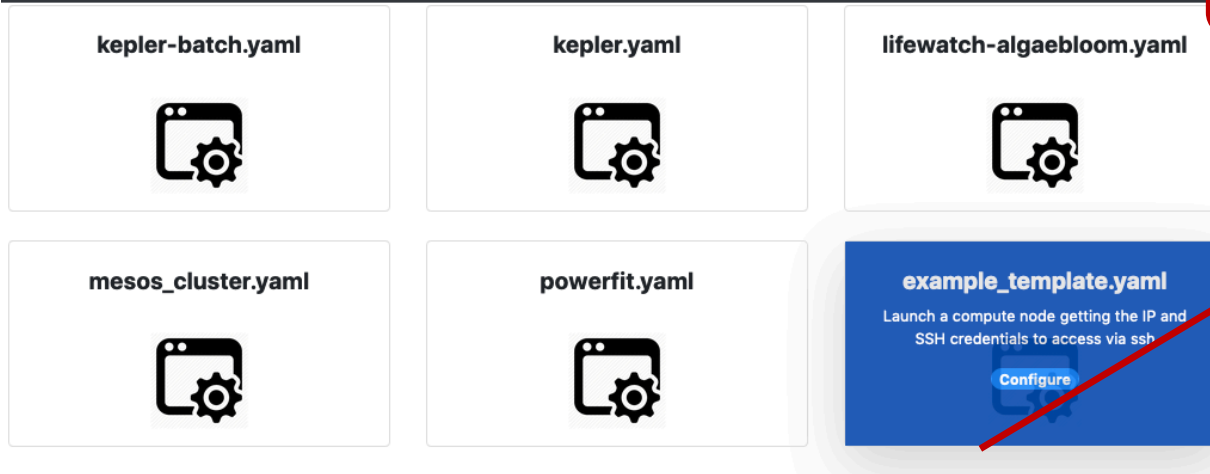 kepler-batch.yaml
kepler.yaml
lifewatch-algaebloom.yaml
mesos_cluster.yaml
powerfit.yaml
example_template.yaml
Launch a compute node getting the IP and
SSH credentials to access via ssh
Configure